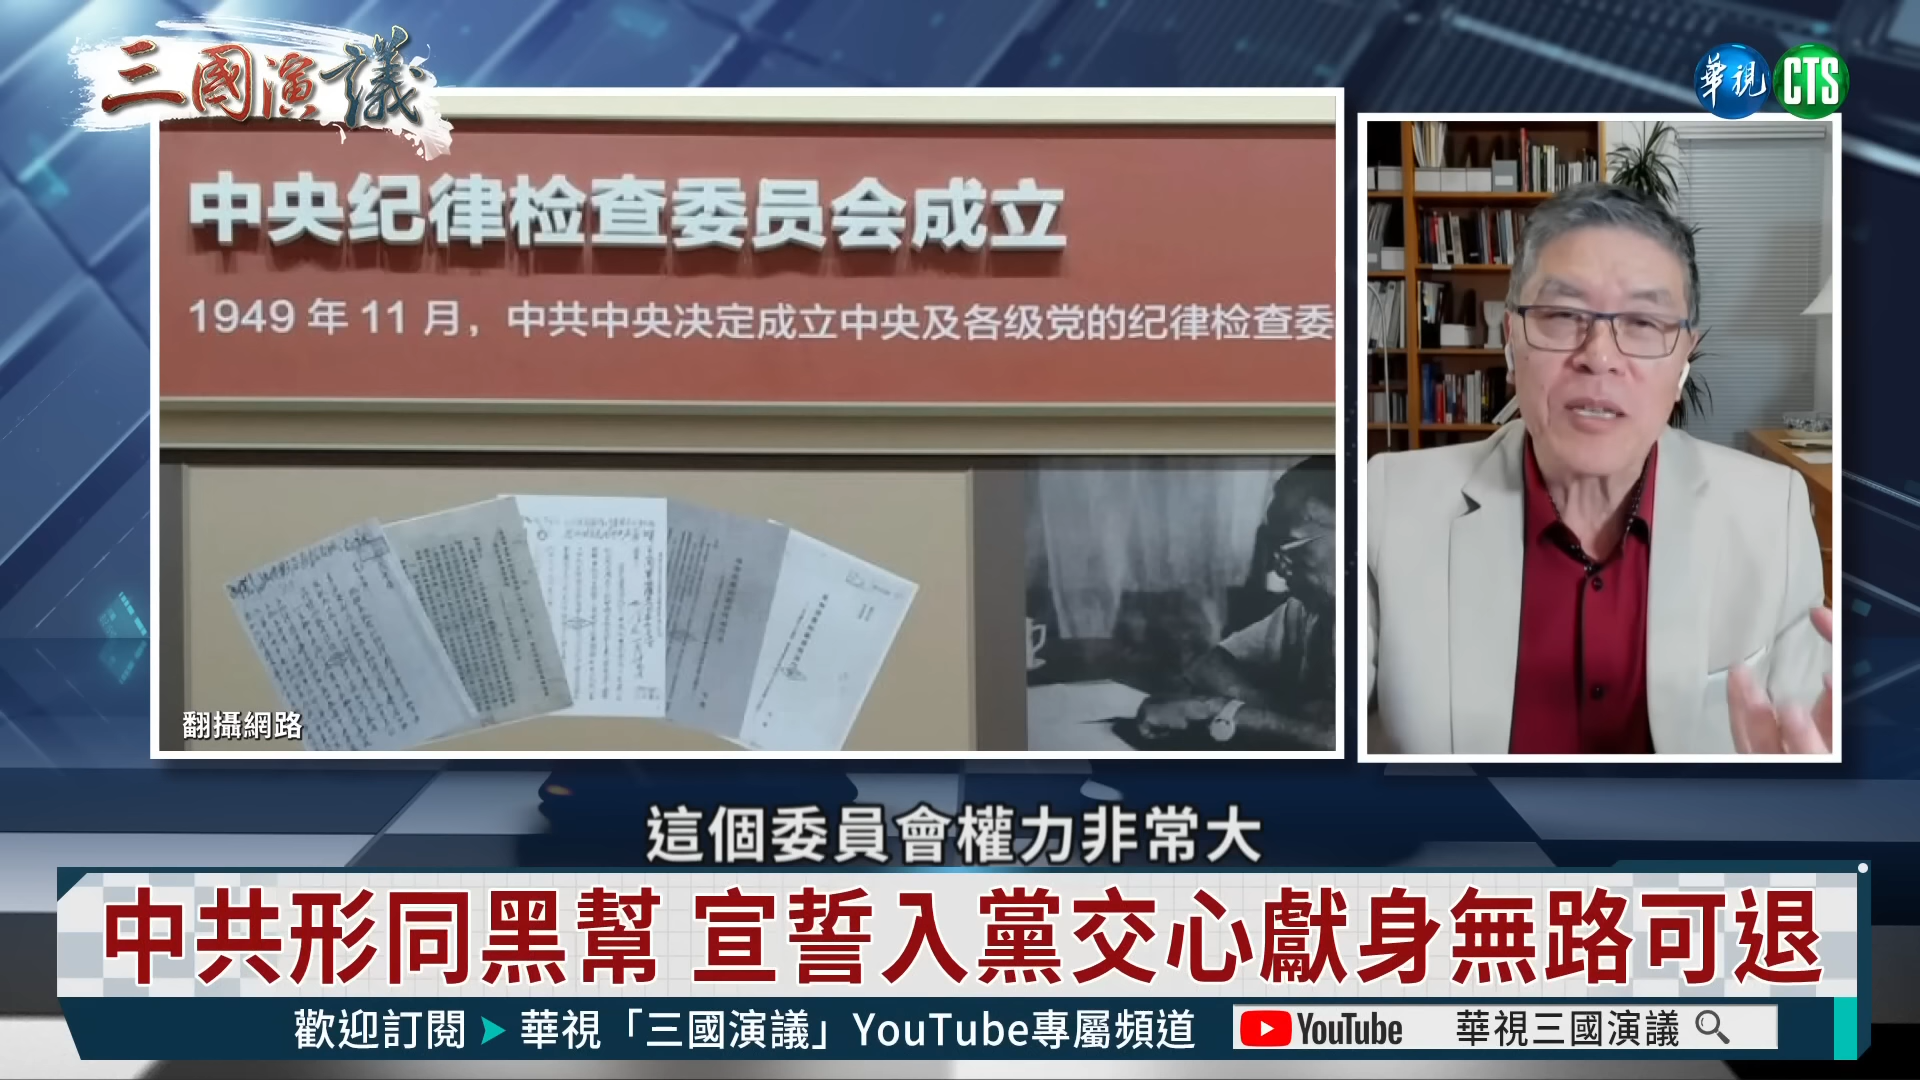 三國演議
華視 CTS
中央纪律检查委员会成立
1949 年 11 月，中共中央决定成立中央及各级党的纪律检查委
翻攝網路
這個委員會權力非常大
中共形同黑幫 宣誓入黨交心獻身無路可退
歡迎訂閱 華視「三國演議」YouTube專屬頻道
YouTube 華視三國演議